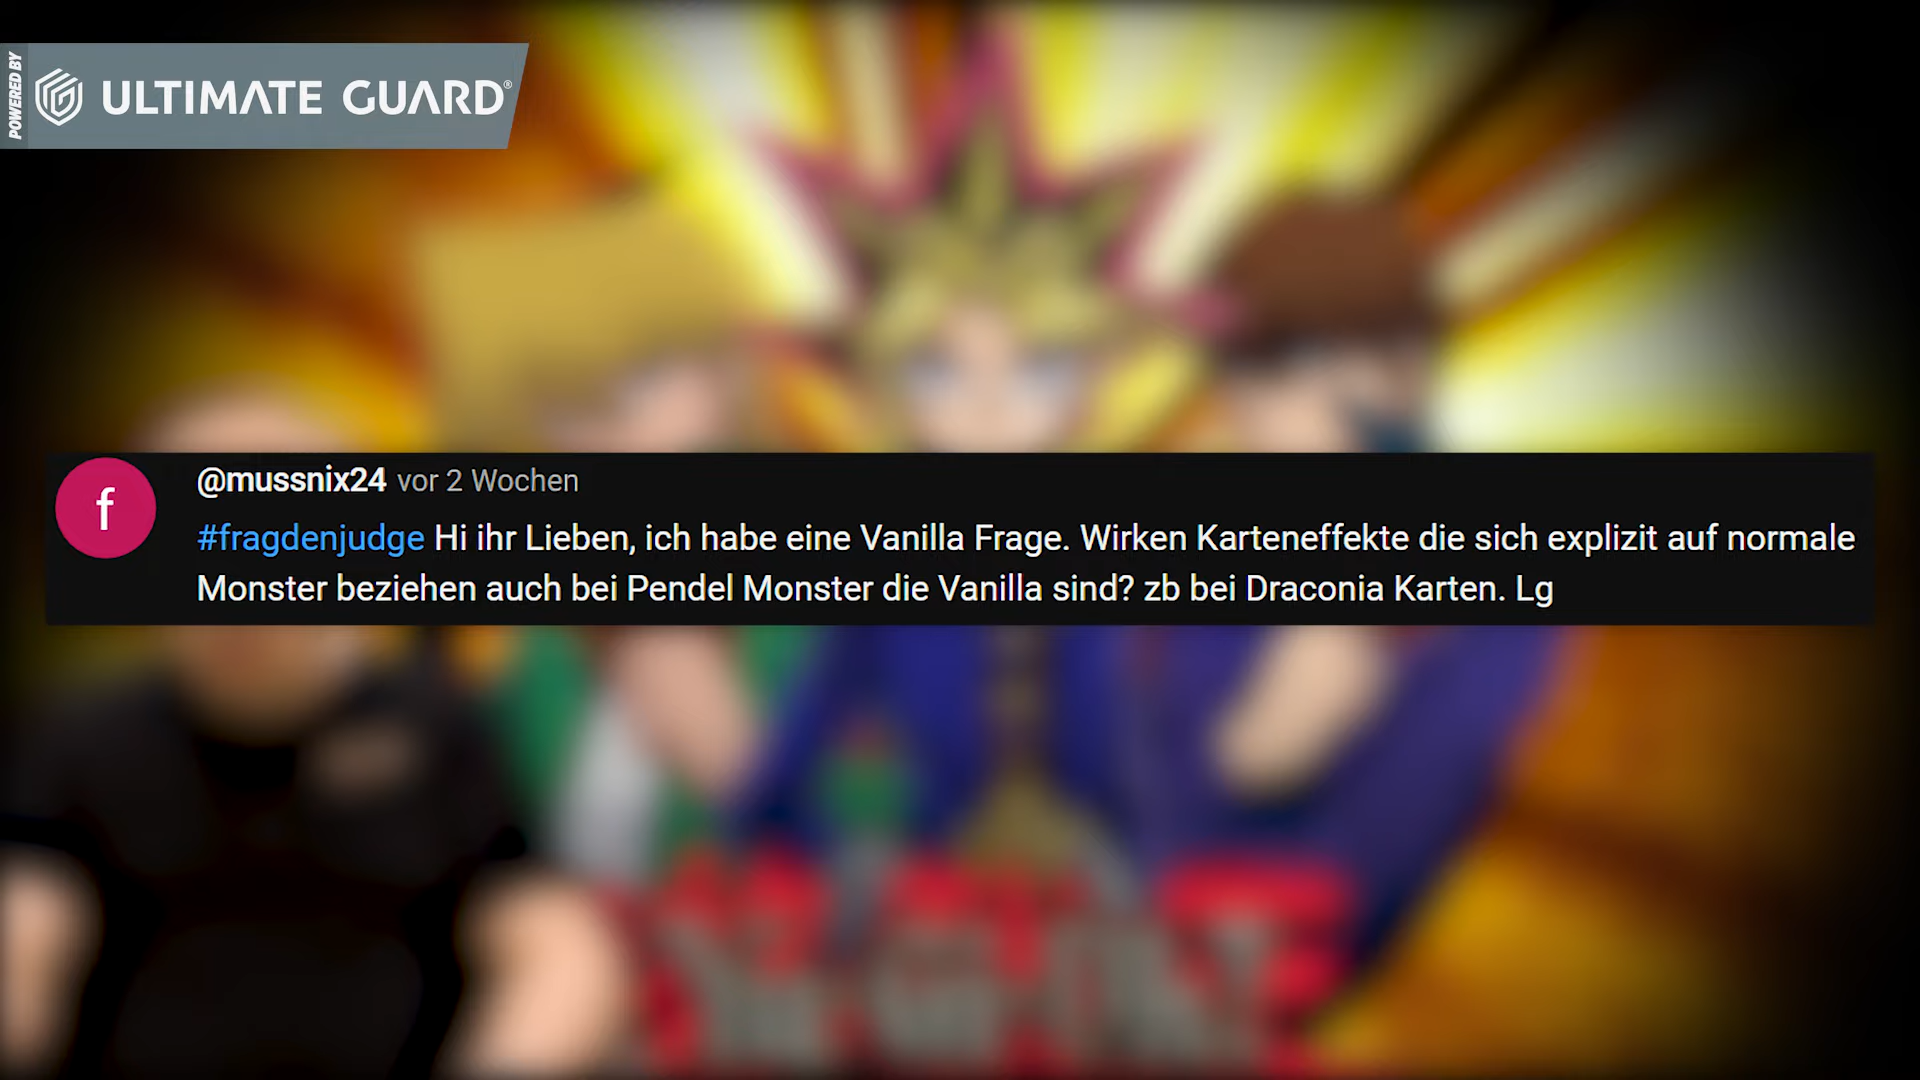 POWERED BY
ULTIMATE GUARD®
f
@mussnix24 vor 2 Wochen
#fragdenjudge Hi ihr Lieben, ich habe eine Vanilla Frage. Wirken Karteneffekte die sich explizit auf normale
Monster beziehen auch bei Pendel Monster die Vanilla sind? zb bei Draconia Karten. Lg